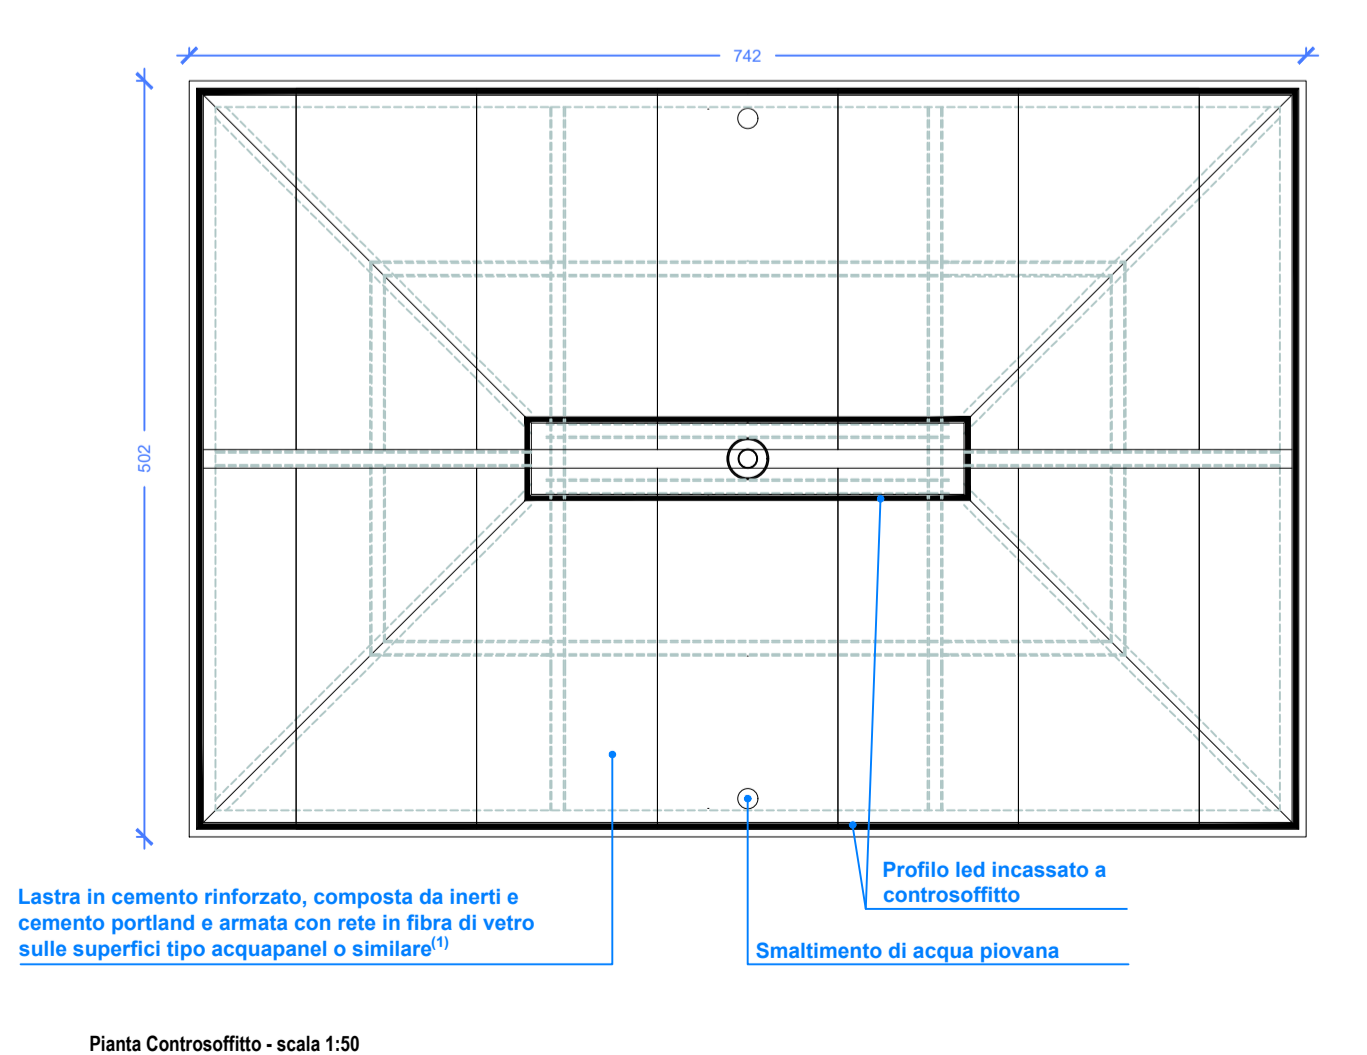 742
502
Profilo led incassato a
controsoffitto
Lastra in cemento rinforzato, composta da inerti e
cemento portland e armata con rete in fibra di vetro
sulle superfici tipo acquapanel o similare(1)
Smaltimento di acqua piovana
Pianta Controsoffitto - scala 1:50